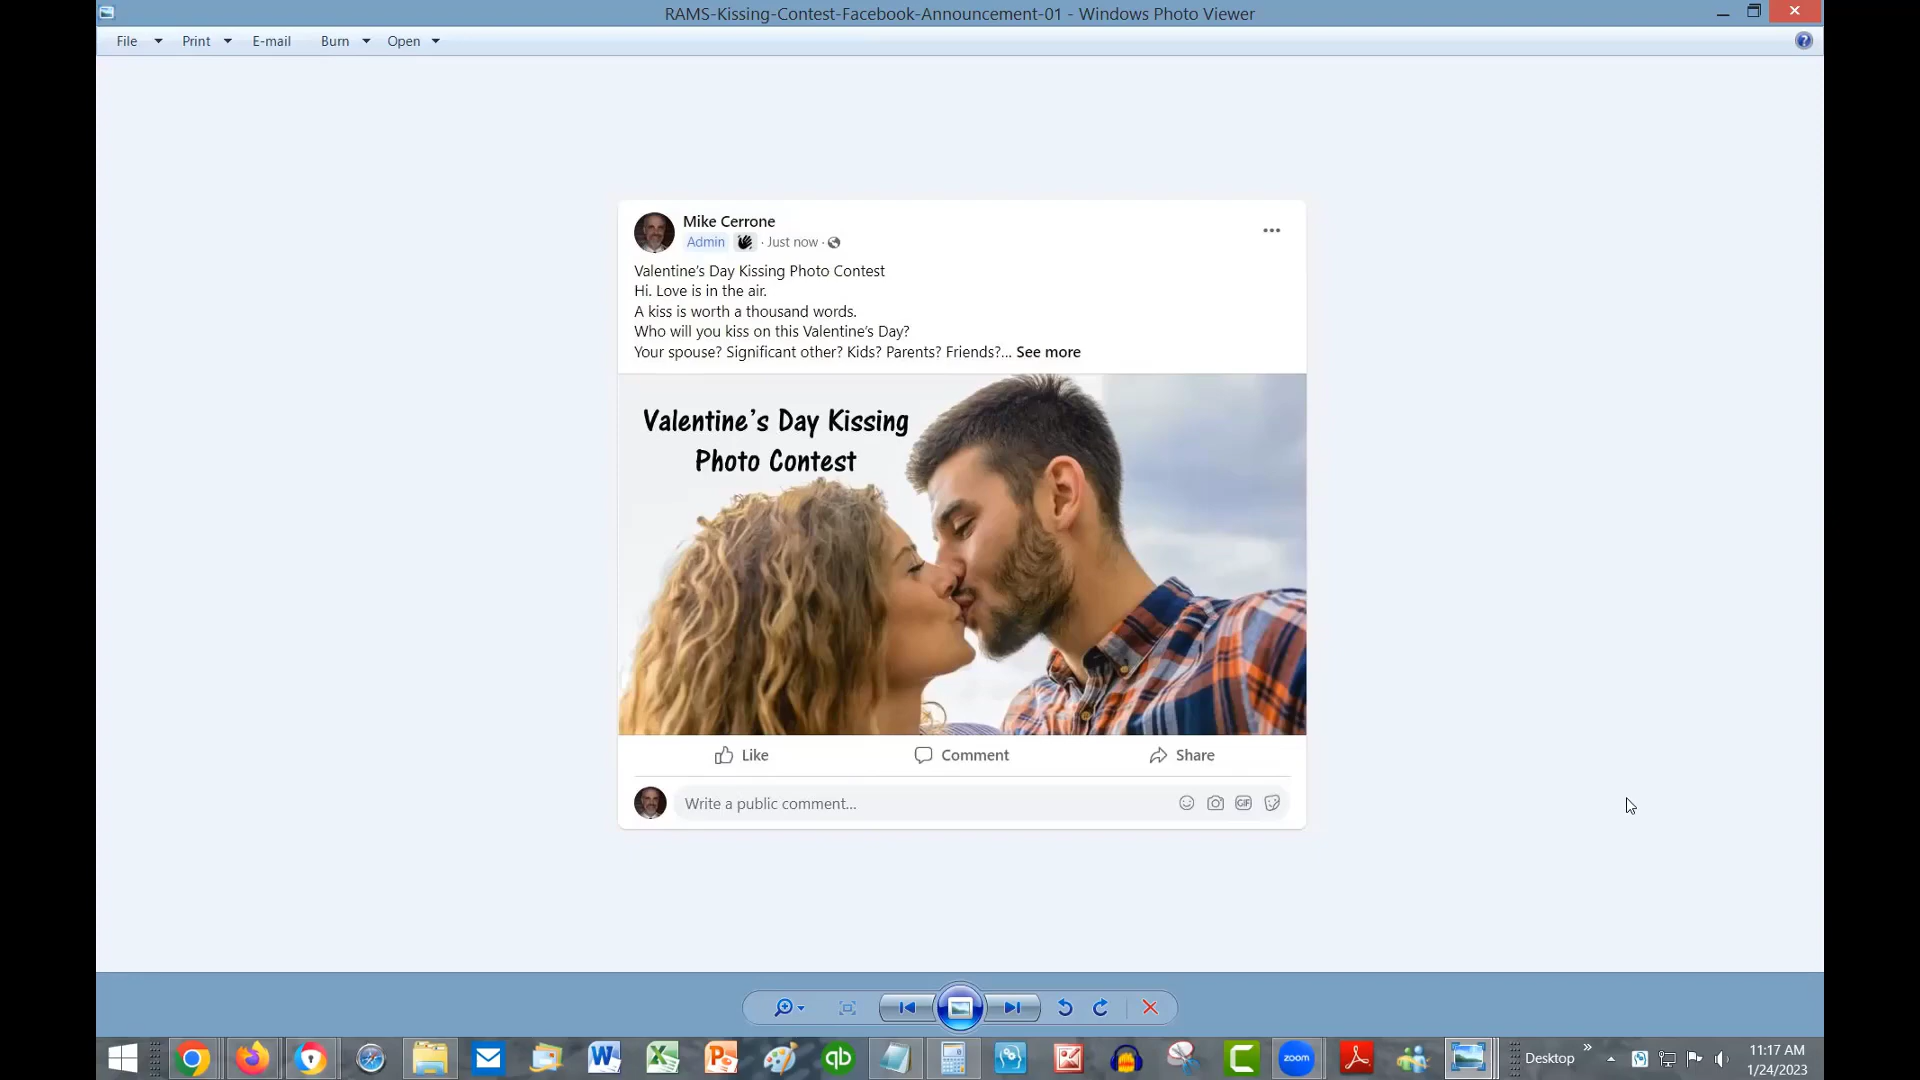 RAMS-Kissing-Contest-Facebook-Announcement-01 - Windows Photo Viewer
File Print E-mail Burn Open
Mike Cerrone
Admin · Just now ·
Valentine's Day Kissing Photo Contest
Hi. Love is in the air.
A kiss is worth a thousand words.
Who will you kiss on this Valentine's Day?
Your spouse? Significant other? Kids? Parents? Friends?... See more
Valentine's Day Kissing
Photo Contest
Like Comment Share
Write a public comment...
GIF
zoom
qb
Desktop
11:17 AM
1/24/2023